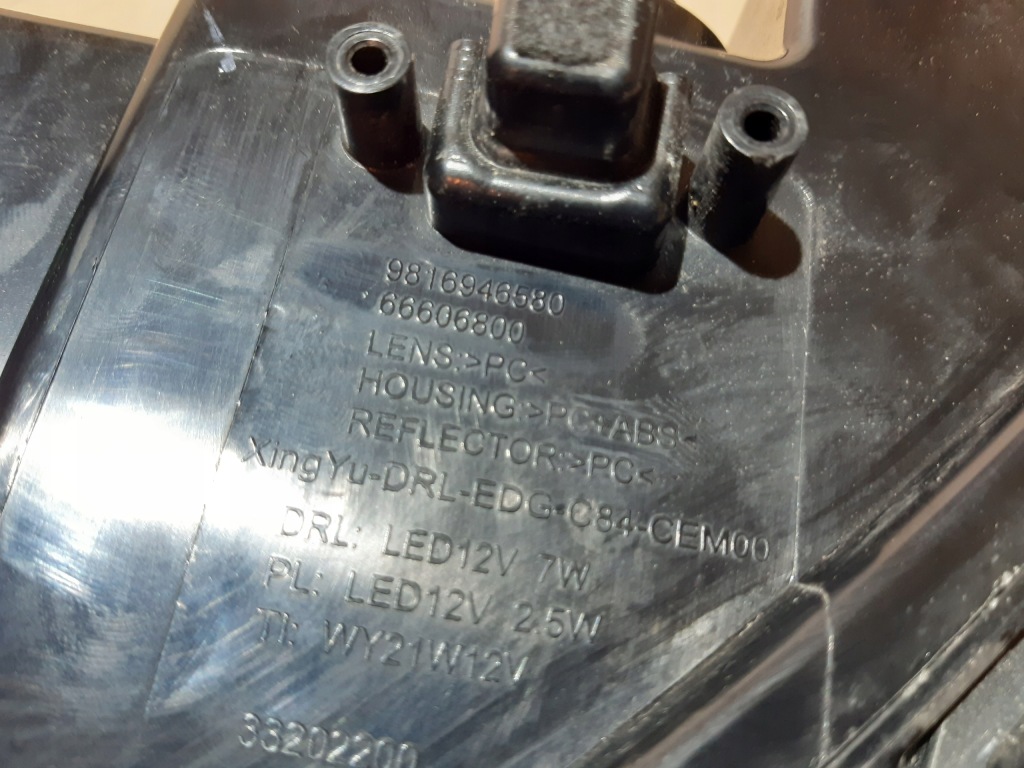 9816946580
66606800
LENS:>PC<
HOUSING:>PC+ABS<
REFLECTOR:>PC<
XingYu-DRL-EDG-C84-CEM00
DRL: LED12V 7W
PL: LED12V 2.5W
TI: WY21W12V
33202200